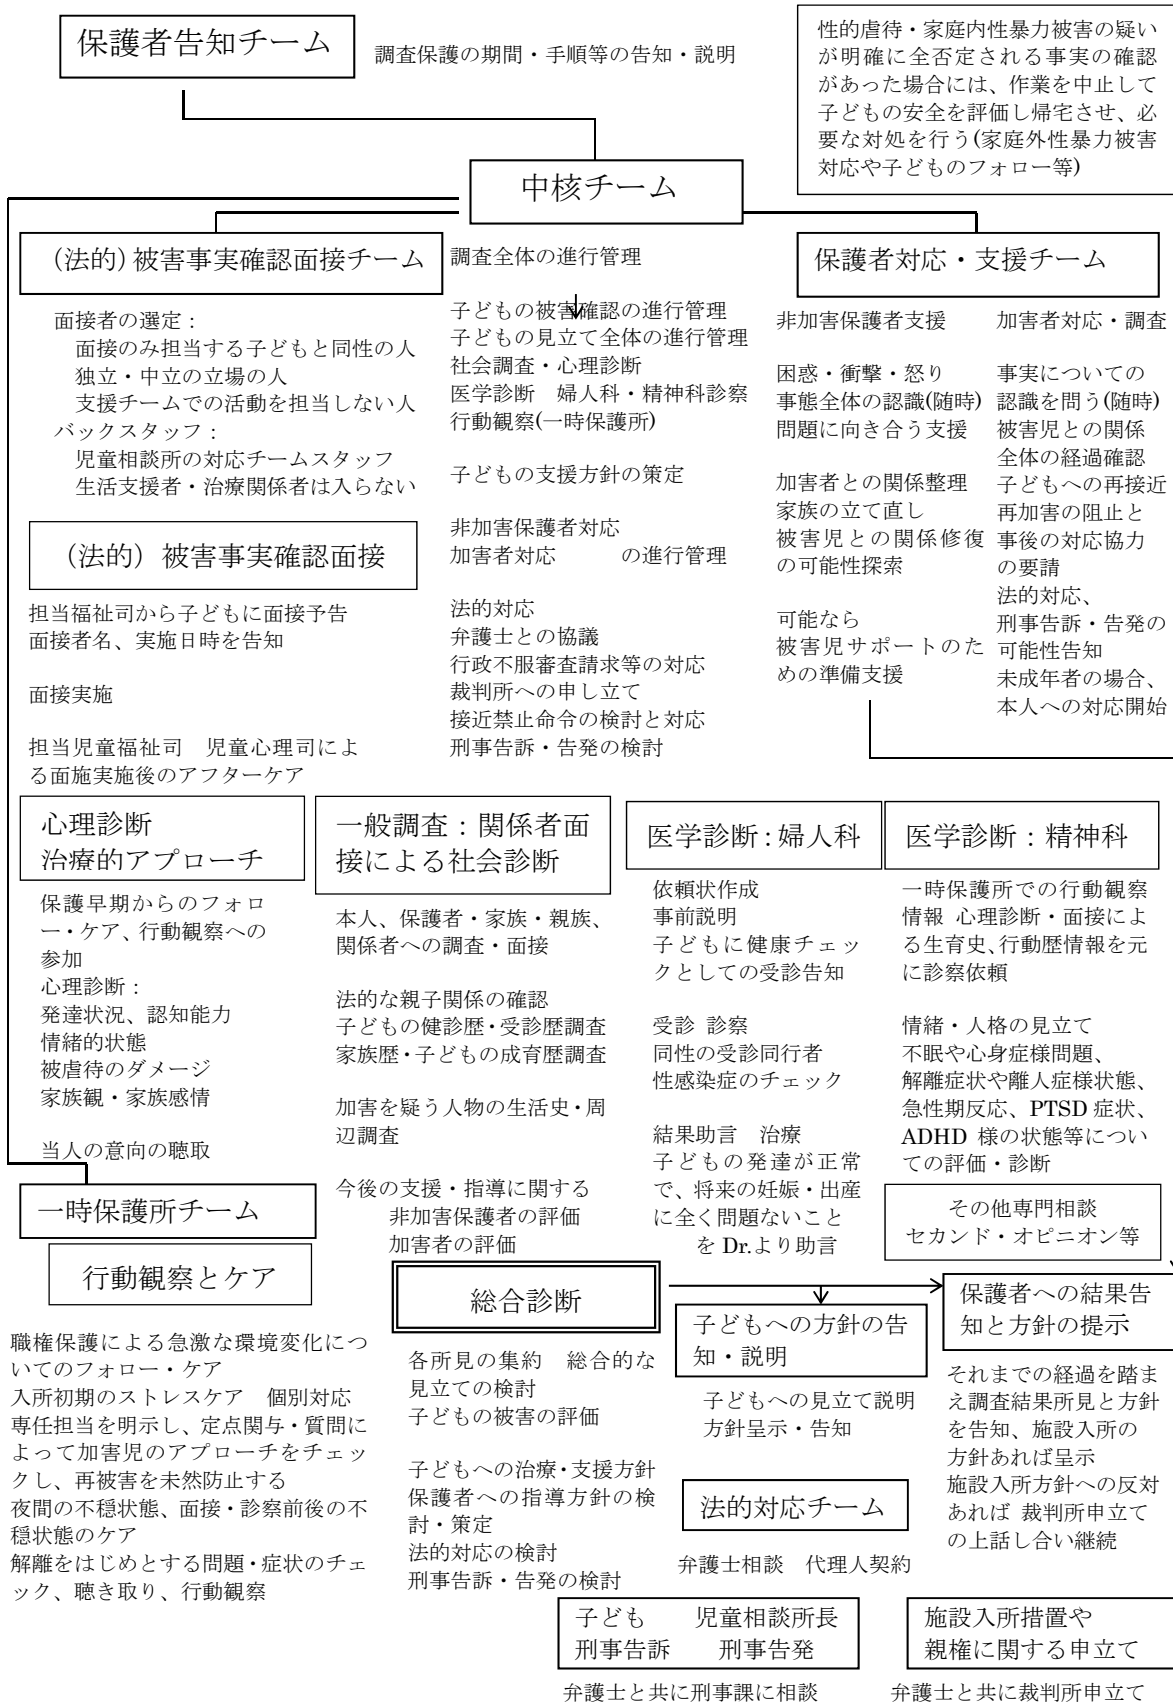 保護者告知チーム
調査保護の期間・手順等の告知・説明
性的虐待・家庭内性暴力被害の疑い
が明確に全否定される事実の確認
があった場合には、作業を中止して
子どもの安全を評価し帰宅させ、必
要な対処を行う(家庭外性暴力被害
対応や子どものフォロー等)
中核チーム
(法的)被害事実確認面接チーム
面接者の選定：
面接のみ担当する子どもと同性の人
独立・中立の立場の人
支援チームでの活動を担当しない人
バックスタッフ：
児童相談所の対応チームスタッフ
生活支援者・治療関係者は入らない
(法的) 被害事実確認面接
担当福祉司から子どもに面接予告
面接者名、実施日時を告知
面接実施
担当児童福祉司　児童心理司によ
る面施実施後のアフターケア
調査全体の進行管理
子どもの被害確認の進行管理
子どもの見立て全体の進行管理
社会調査・心理診断
医学診断　婦人科・精神科診察
行動観察(一時保護所)
子どもの支援方針の策定
非加害保護者対応
加害者対応　　　の進行管理
法的対応
弁護士との協議
行政不服審査請求等の対応
裁判所への申し立て
接近禁止命令の検討と対応
刑事告訴・告発の検討
保護者対応・支援チーム
非加害保護者支援
困惑・衝撃・怒り
事態全体の認識(随時)
問題に向き合う支援
加害者との関係整理
家族の立て直し
被害児との関係修復
の可能性探索
可能なら
被害児サポートのた
めの準備支援
加害者対応・調査
事実についての
認識を問う(随時)
被害児との関係
全体の経過確認
子どもへの再接近
再加害の阻止と
事後の対応協力
の要請
法的対応、
刑事告訴・告発の
可能性告知
未成年者の場合、
本人への対応開始
心理診断
治療的アプローチ
保護早期からのフォロ
ー・ケア、行動観察への
参加
心理診断：
発達状況、認知能力
情緒的状態
被虐待のダメージ
家族観・家族感情
当人の意向の聴取
一般調査：関係者面
接による社会診断
本人、保護者・家族・親族、
関係者への調査・面接
法的な親子関係の確認
子どもの健診歴・受診歴調査
家族歴・子どもの成育歴調査
加害を疑う人物の生活史・周
辺調査
今後の支援・指導に関する
非加害保護者の評価
加害者の評価
医学診断：婦人科
依頼状作成
事前説明
子どもに健康チェッ
クとしての受診告知
受診 診察
同性の受診同行者
性感染症のチェック
結果助言　治療
子どもの発達が正常
で、将来の妊娠・出産
に全く問題ないこと
を Dr.より助言
医学診断：精神科
一時保護所での行動観察
情報 心理診断・面接によ
る生育史、行動歴情報を元
に診察依頼
情緒・人格の見立て
不眠や心身症様問題、
解離症状や離人症様状態、
急性期反応、PTSD 症状、
ADHD 様の状態等につい
ての評価・診断
その他専門相談
セカンド・オピニオン等
一時保護所チーム
行動観察とケア
職権保護による急激な環境変化につ
いてのフォロー・ケア
入所初期のストレスケア　個別対応
専任担当を明示し、定点関与・質問に
よって加害児のアプローチをチェッ
クし、再被害を未然防止する
夜間の不穏状態、面接・診察前後の不
穏状態のケア
解離をはじめとする問題・症状のチェ
ック、聴き取り、行動観察
総合診断
各所見の集約　総合的な
見立ての検討
子どもの被害の評価
子どもへの治療・支援方針
保護者への指導方針の検
討・策定
法的対応の検討
刑事告訴・告発の検討
子どもへの方針の告
知・説明
子どもへの見立て説明
方針呈示・告知
保護者への結果告
知と方針の提示
それまでの経過を踏ま
え調査結果所見と方針
を告知、施設入所の
方針あれば呈示
施設入所方針への反対
あれば 裁判所申立て
の上話し合い継続
法的対応チーム
弁護士相談　代理人契約
子ども　　児童相談所長
刑事告訴　　刑事告発
弁護士と共に刑事課に相談
施設入所措置や
親権に関する申立て
弁護士と共に裁判所申立て